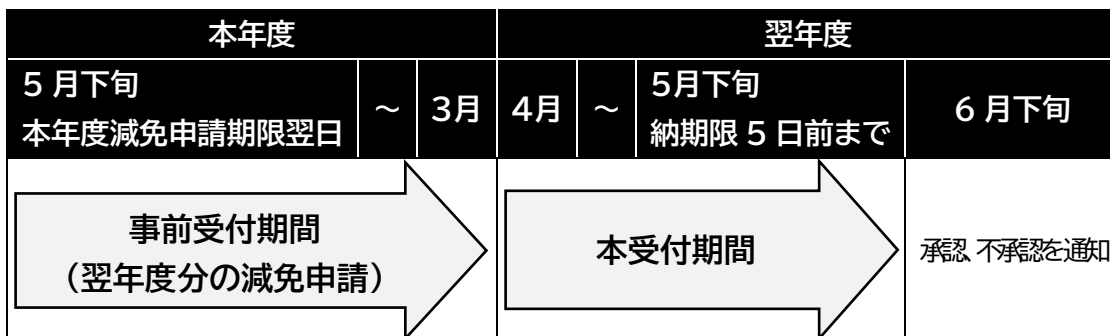 本年度
翌年度
5 月下旬
本年度減免申請期限翌日
～
3月
4月
～
5月下旬
納期限 5 日前まで
6 月下旬
事前受付期間
（翌年度分の減免申請）
本受付期間
承認、不承認を通知